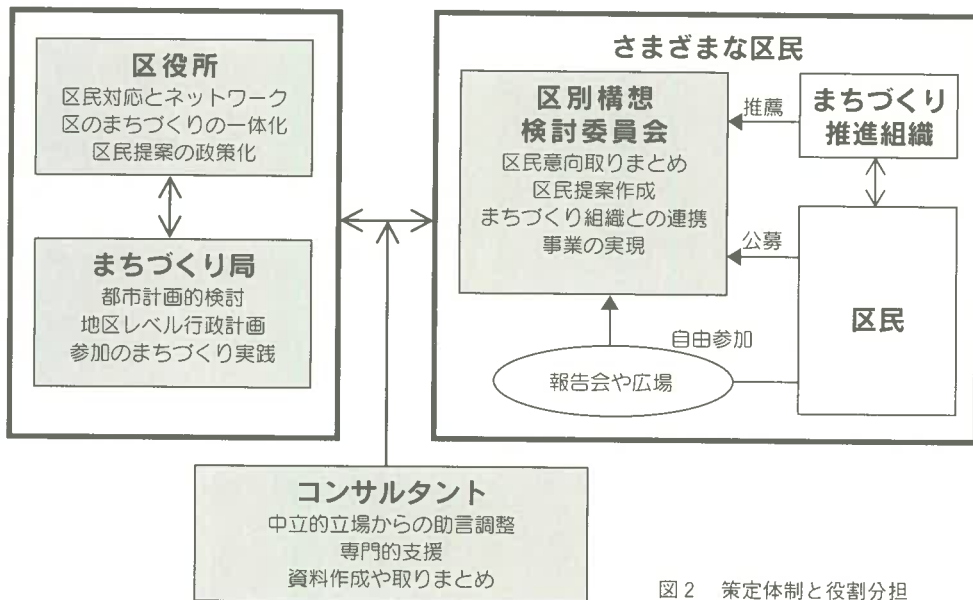 区役所
区民対応とネットワーク
区のまちづくりの一体化
区民提案の政策化
まちづくり局
都市計画的検討
地区レベル行政計画
参加のまちづくり実践
さまざまな区民
区別構想
検討委員会
区民意向取りまとめ
区民提案作成
まちづくり組織との連携
事業の実現
推薦
まちづくり
推進組織
公募
区民
自由参加
報告会や広場
コンサルタント
中立的立場からの助言調整
専門的支援
資料作成や取りまとめ
図2 策定体制と役割分担